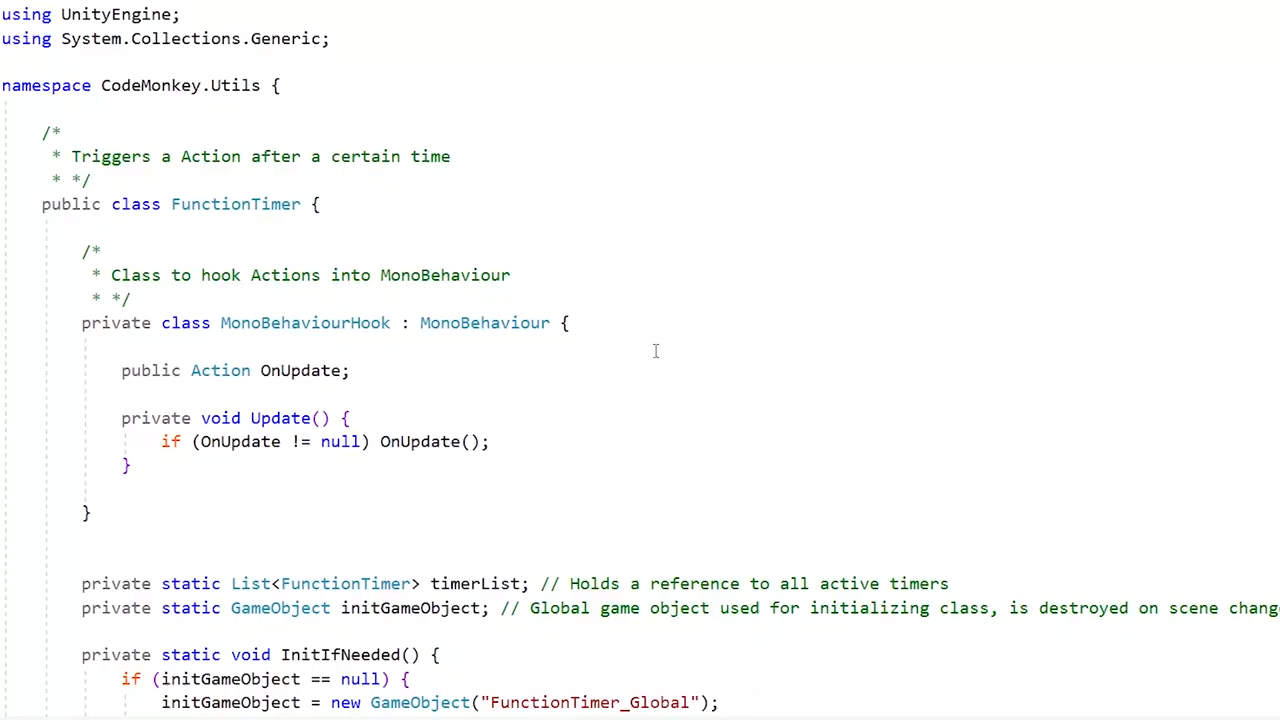 using UnityEngine;
using System.Collections.Generic;
namespace CodeMonkey.Utils {
/*
* Triggers a Action after a certain time
* */
public class FunctionTimer {
/*
* Class to hook Actions into MonoBehaviour
* */
private class MonoBehaviourHook : MonoBehaviour {
public Action OnUpdate;
private void Update() {
if (OnUpdate != null) OnUpdate();
}
}
private static List<FunctionTimer> timerList; // Holds a reference to all active timers
private static GameObject initGameObject; // Global game object used for initializing class, is destroyed on scene chang
private static void InitIfNeeded() {
if (initGameObject == null) {
initGameObject = new GameObject("FunctionTimer_Global");